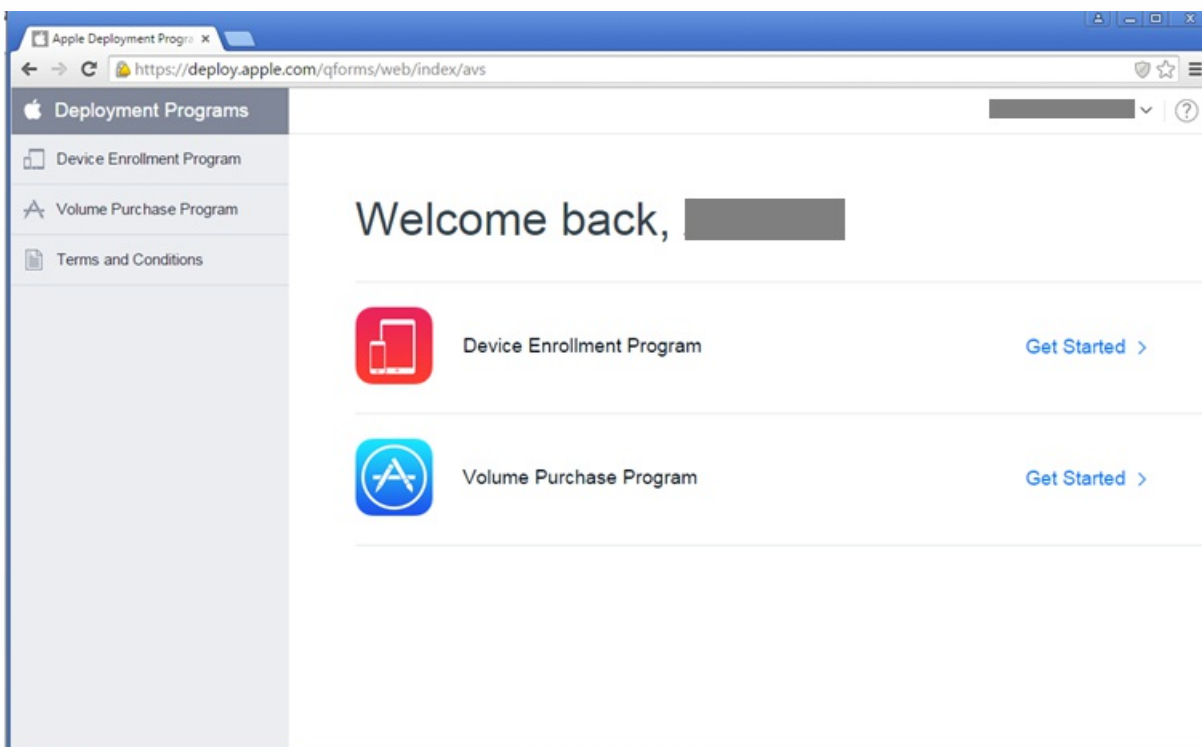 Apple Deployment Progra
https://deploy.apple.com/qforms/web/index/avs
Deployment Programs
Device Enrollment Program
Volume Purchase Program
Terms and Conditions
Welcome back,
Device Enrollment Program
Get Started
Volume Purchase Program
Get Started